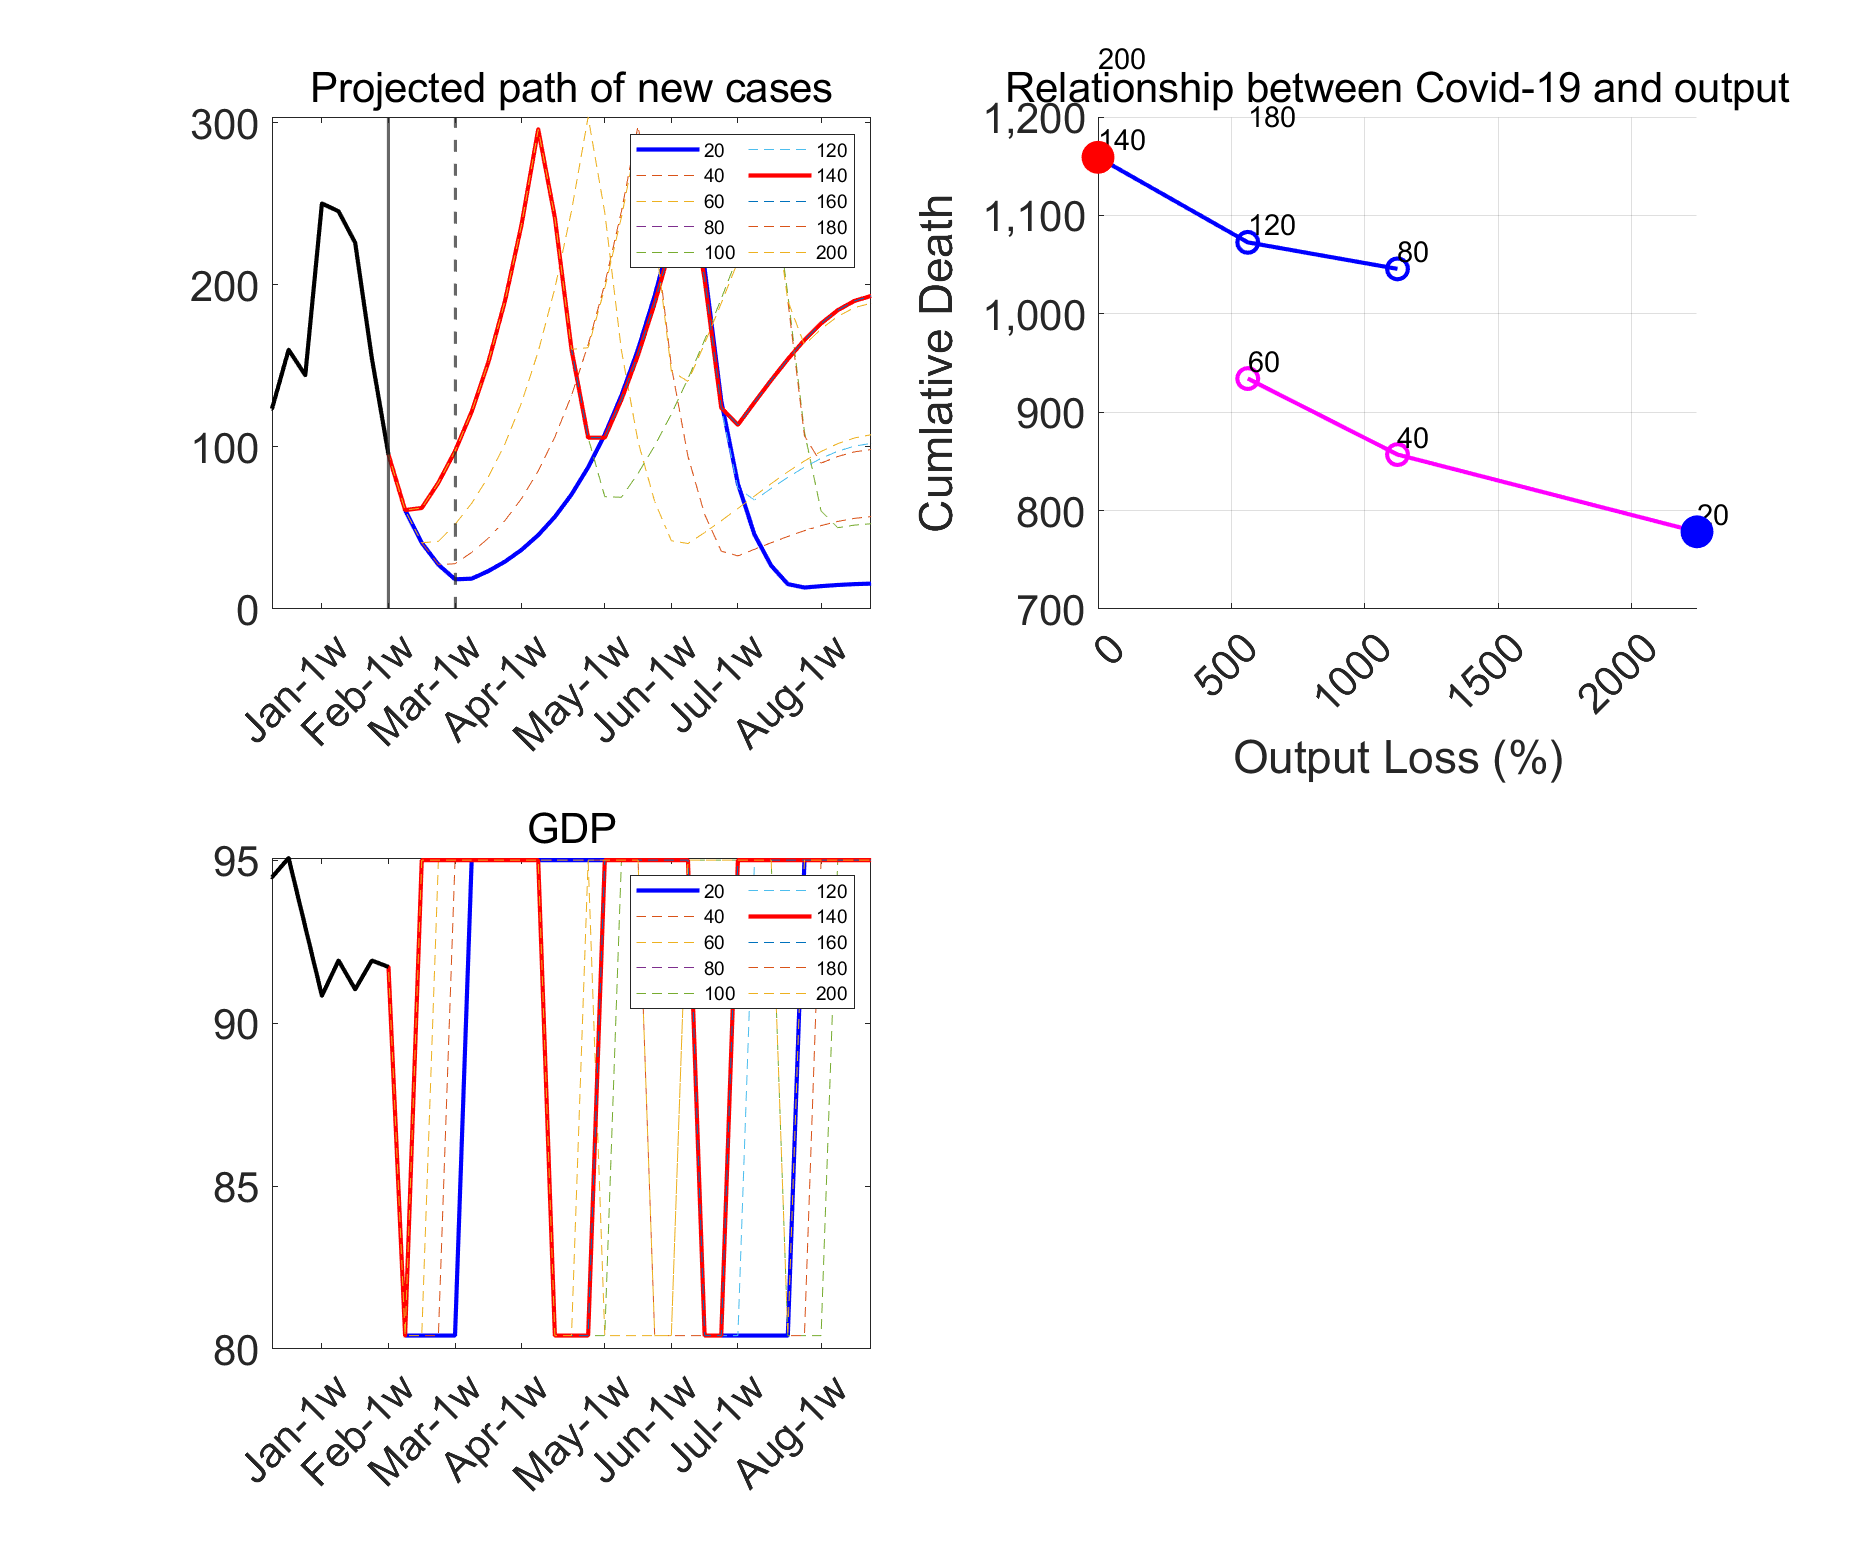 Projected path of new cases
300
200
100
0
20
40
60
80
100
120
140
160
180
200
Jan-1w
Feb-1w
Mar-1w
Apr-1w
May-1w
Jun-1w
Jul-1w
Aug-1w
Relationship between Covid-19 and output
200
180
140
120
80
60
40
20
1,200
1,100
1,000
900
800
700
Cumlative Death
0
500
1000
1500
2000
Output Loss (%)
GDP
95
90
85
80
20
40
60
80
100
120
140
160
180
200
Jan-1w
Feb-1w
Mar-1w
Apr-1w
May-1w
Jun-1w
Jul-1w
Aug-1w